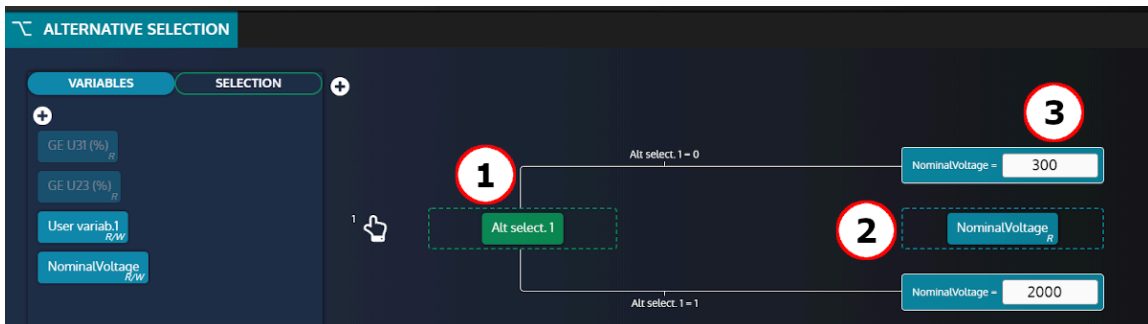 ALTERNATIVE SELECTION
VARIABLES
SELECTION
GE U31 (%)
R
GE U23 (%)
R
User variab.1
R/W
NominalVoltage
R/W
1
1
Alt select. 1
Alt select. 1 = 0
3
NominalVoltage = 300
2
NominalVoltage
R
Alt select. 1 = 1
NominalVoltage = 2000